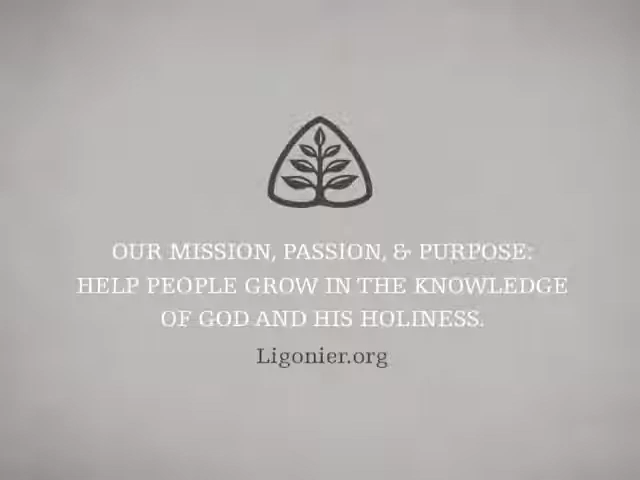 OUR MISSION, PASSION, & PURPOSE:
HELP PEOPLE GROW IN THE KNOWLEDGE
OF GOD AND HIS HOLINESS.
Ligonier.org